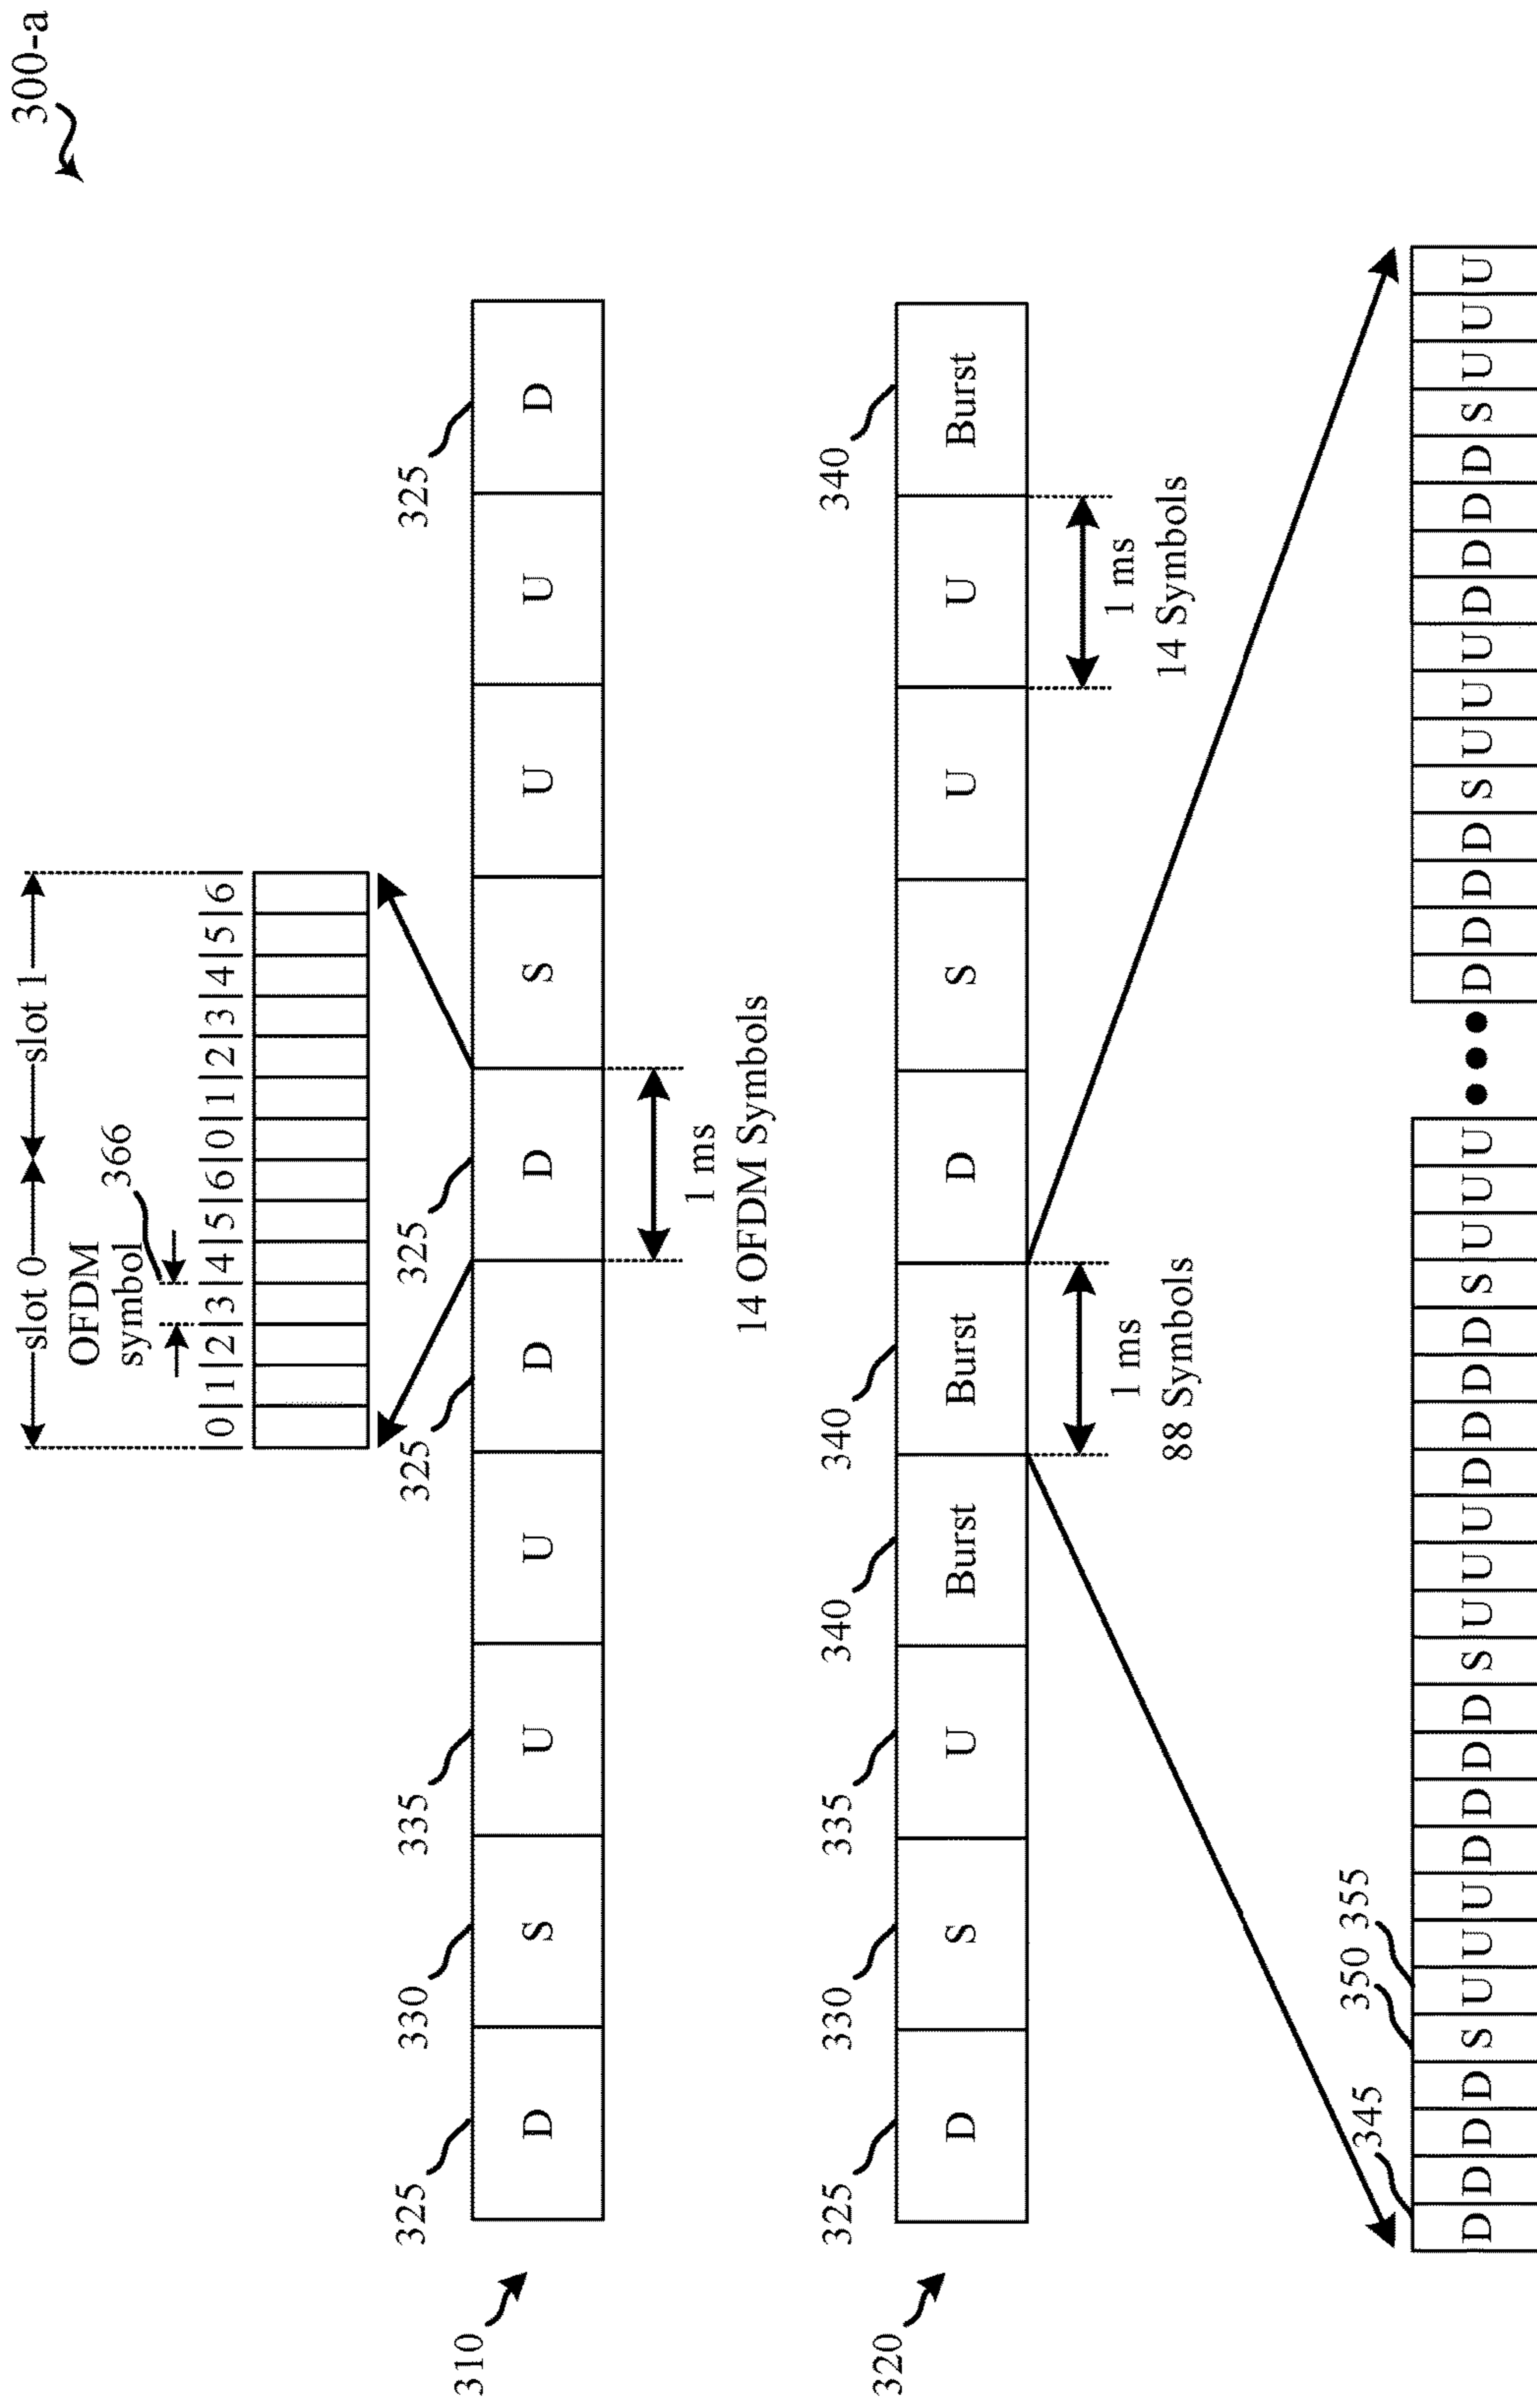 300-a
slot 0 slot 1
OFDM
symbol
366
0|1|2|3|4|5|6|0|1|2|3|4|5|6
325 330 335 325 325 325
310
D S U U D D S U U D
1 ms
14 OFDM Symbols
325 330 335 340 340 340
320
D S U Burst Burst D S U U Burst
1 ms 1 ms
88 Symbols 14 Symbols
345 350 355
D D D D S U U U D D D D S U U U D D D D S U U U ••• D D D D S U U U D D D D S U U U